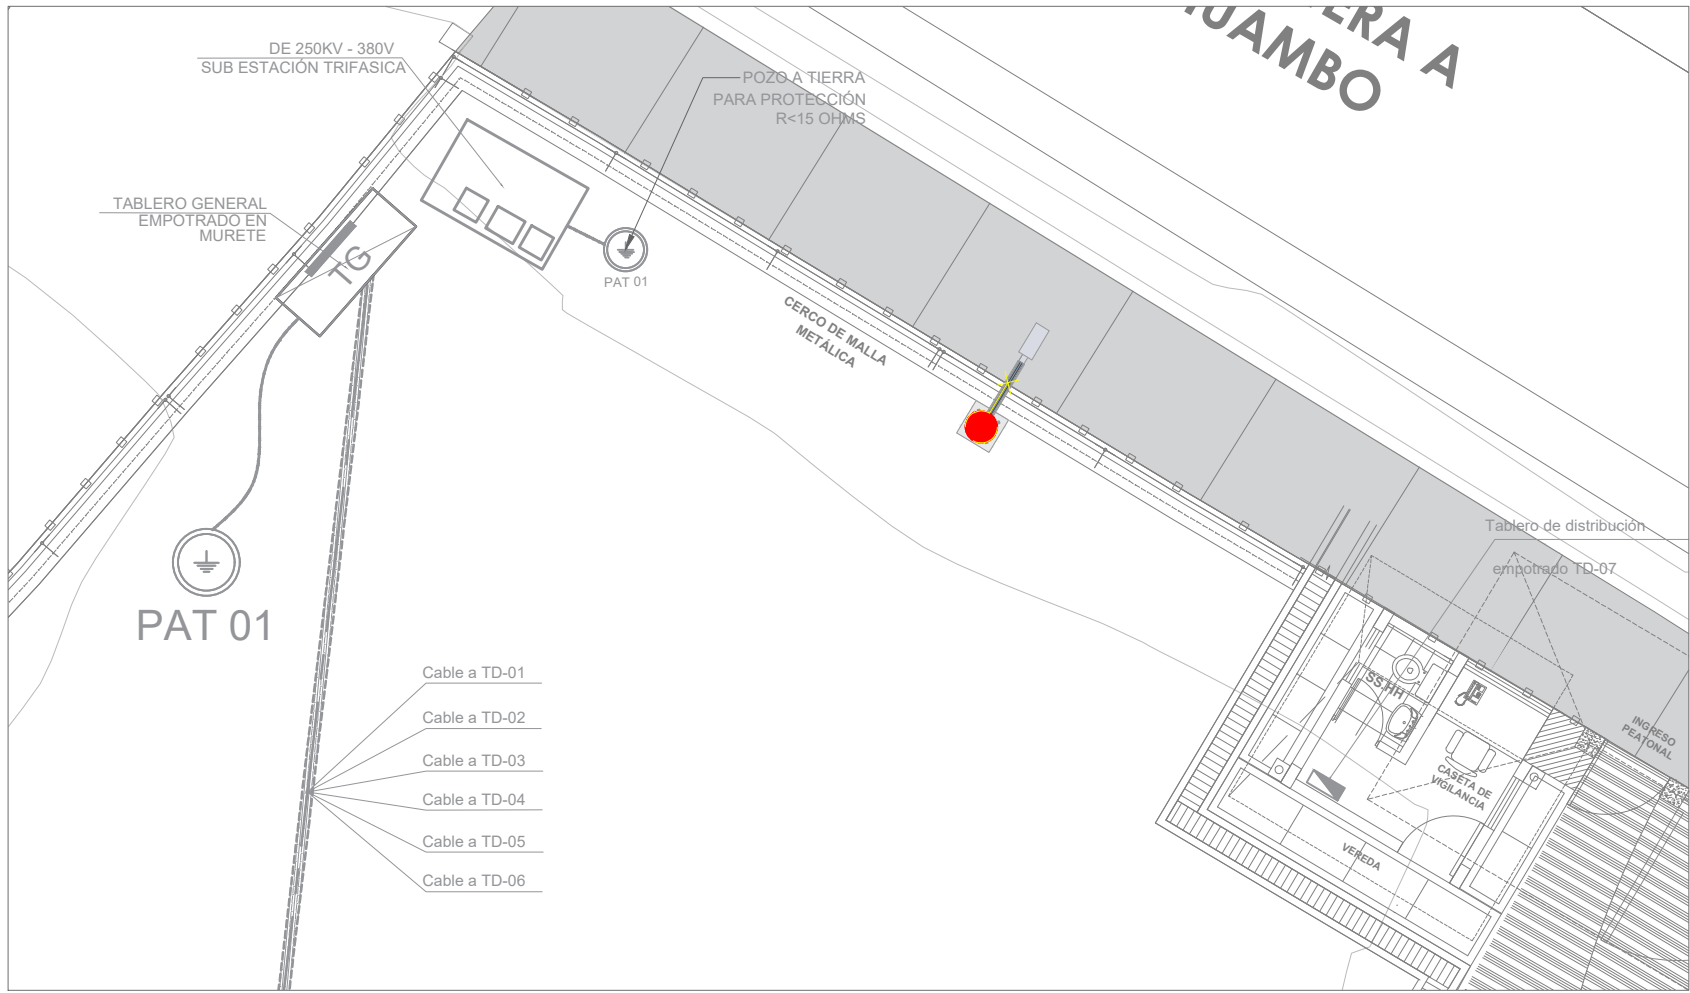 ERA A
UAMBO
DE 250KV - 380V
SUB ESTACIÓN TRIFASICA
POZO A TIERRA
PARA PROTECCIÓN
R<15 OHMS
TABLERO GENERAL
EMPOTRADO EN
MURETE
TG
PAT 01
CERCO DE MALLA
METÁLICA
PAT 01
Tablero de distribución
empotrado TD-07
Cable a TD-01
Cable a TD-02
Cable a TD-03
Cable a TD-04
Cable a TD-05
Cable a TD-06
SS.HH
INGRESO
PEATONAL
CASETA DE
VIGILANCIA
VEREDA